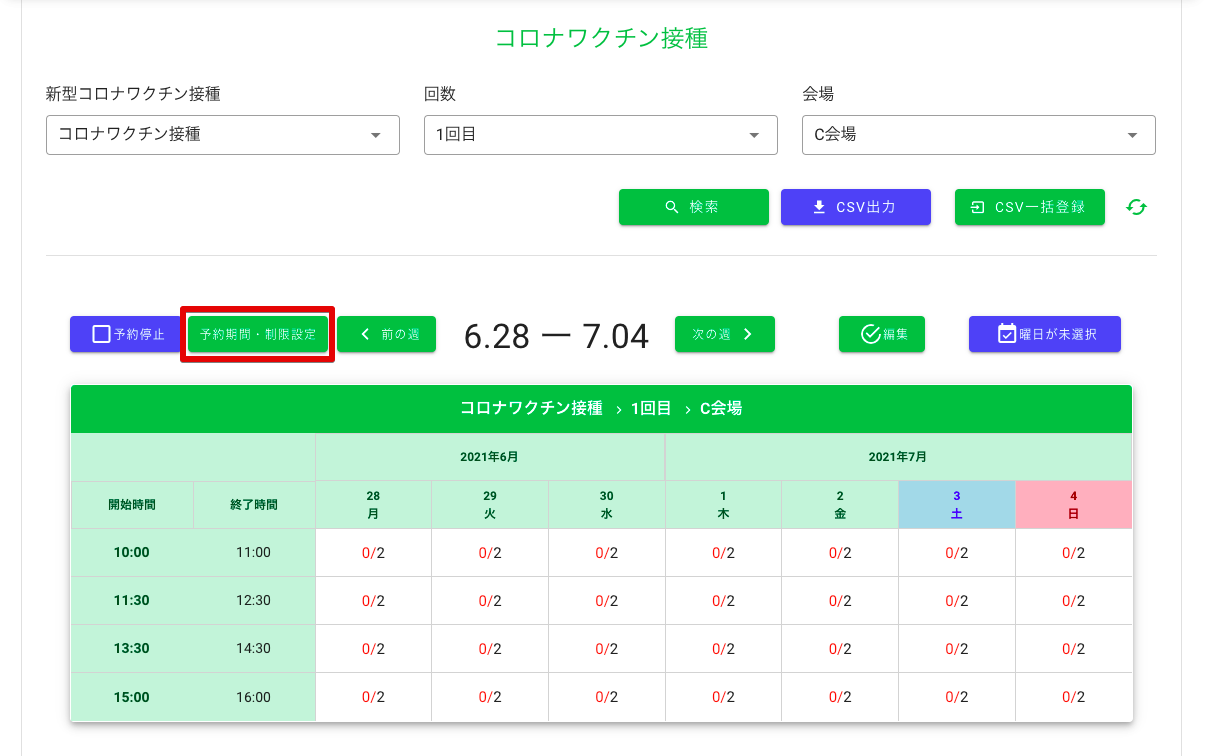 コロナワクチン接種
新型コロナワクチン接種 回数 会場
コロナワクチン接種 1回目 C会場
検索 CSV出力 CSV一括登録
予約停止 予約期間・制限設定 前の週 6.28 ー 7.04 次の週 編集 曜日が未選択
コロナワクチン接種 › 1回目 › C会場
2021年6月 2021年7月
28 29 30 1 2 3 4
開始時間 終了時間 月 火 水 木 金 土 日
10:00 11:00 0/2 0/2 0/2 0/2 0/2 0/2 0/2
11:30 12:30 0/2 0/2 0/2 0/2 0/2 0/2 0/2
13:30 14:30 0/2 0/2 0/2 0/2 0/2 0/2 0/2
15:00 16:00 0/2 0/2 0/2 0/2 0/2 0/2 0/2